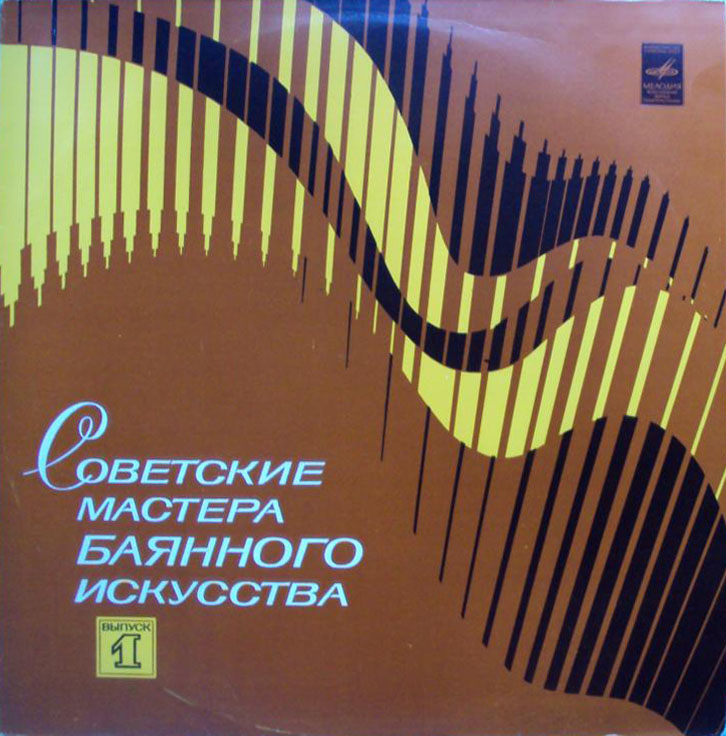 МЕЛОДИЯ
Советские
МАСТЕРА
БАЯННОГО
ИСКУССТВА
ВЫПУСК
1